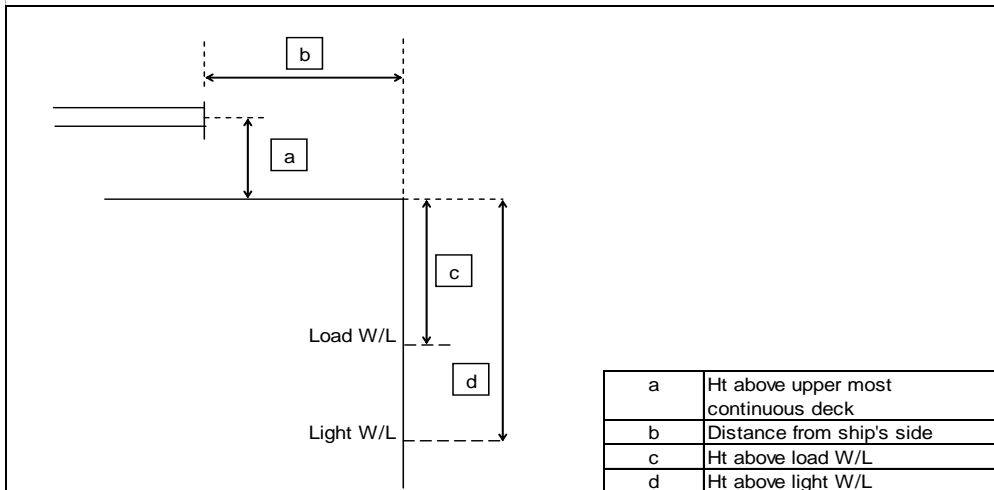 b
a
c
Load W/L
d
Light W/L
a Ht above upper most
continuous deck
b Distance from ship's side
c Ht above load W/L
d Ht above light W/L